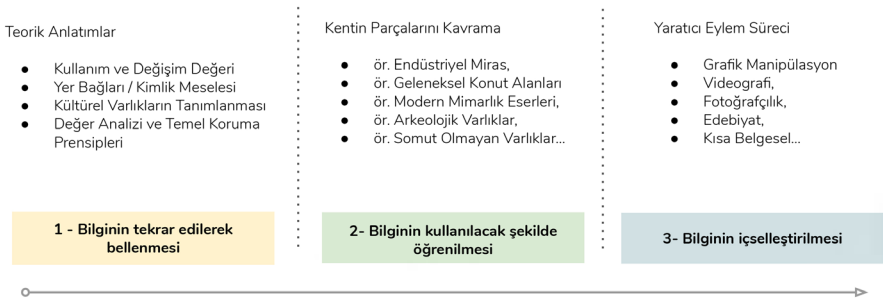 Teorik Anlatımlar
● Kullanım ve Değişim Değeri
● Yer Bağları / Kimlik Meselesi
● Kültürel Varlıkların Tanımlanması
● Değer Analizi ve Temel Koruma
Prensipleri
1 - Bilginin tekrar edilerek
bellenmesi
Kentin Parçalarını Kavrama
● ör. Endüstriyel Miras,
● ör. Geleneksel Konut Alanları
● ör. Modern Mimarlık Eserleri,
● ör. Arkeolojik Varlıklar,
● ör. Somut Olmayan Varlıklar...
2- Bilginin kullanılacak şekilde
öğrenilmesi
Yaratıcı Eylem Süreci
● Grafik Manipülasyon
● Videografi,
● Fotoğrafçılık,
● Edebiyat,
● Kısa Belgesel...
3- Bilginin içselleştirilmesi